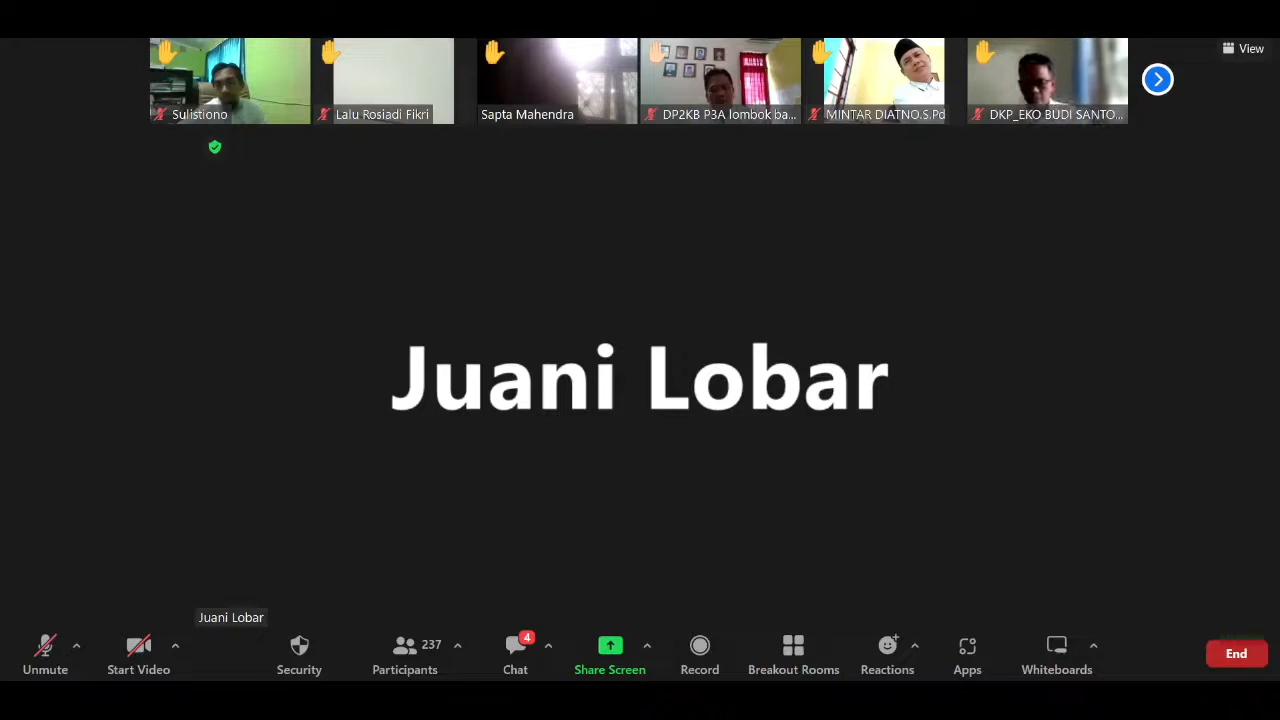 View
Sulistiono
Lalu Rosiadi Fikri
Sapta Mahendra
DP2KB P3A lombok ba...
MINTAR DIATNO.S.Pd
DKP_EKO BUDI SANTO...
Juani Lobar
Juani Lobar
Unmute
Start Video
Security
237
Participants
4
Chat
Share Screen
Record
Breakout Rooms
Reactions
Apps
Whiteboards
End